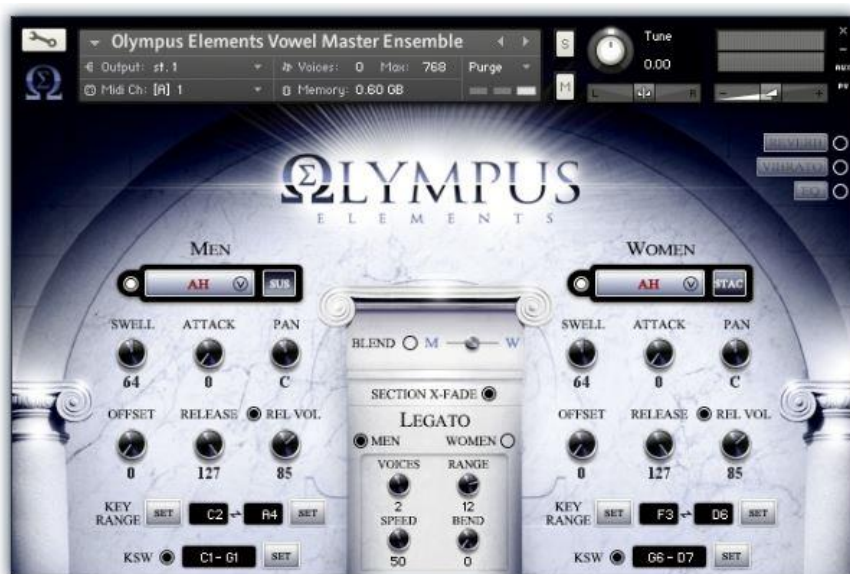 Olympus Elements Vowel Master Ensemble
Output: st.1
Voices: 0 Max: 768
Purge
Midi Ch: [A] 1
Memory: 0.60 GB
S
M
Tune
0.00
L R
- +
×
-
AUX
PV
REVERB
VIBRATO
EQ
ΩLYMPUS
ELEMENTS
MEN
AH
SUS
SWELL ATTACK PAN
64 0 C
OFFSET RELEASE REL VOL
0 127 85
KEY RANGE SET C2 A4 SET
KSW C1 - G1 SET
BLEND M W
SECTION X-FADE
LEGATO
MEN WOMEN
VOICES RANGE
2 12
SPEED BEND
50 0
WOMEN
AH
STAC
SWELL ATTACK PAN
64 0 C
OFFSET RELEASE REL VOL
0 127 85
KEY RANGE SET F3 D6 SET
KSW G6 - D7 SET